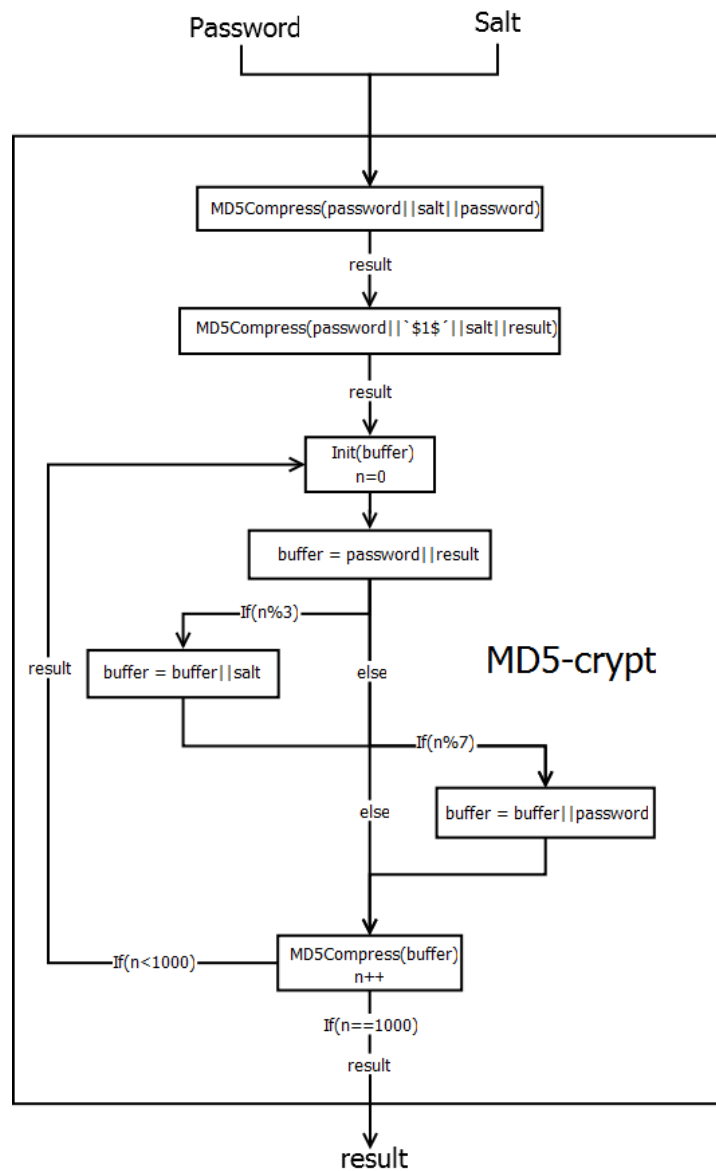 Password
Salt
MD5Compress(password||salt||password)
result
MD5Compress(password||`$1$´||salt||result)
result
Init(buffer)
n=0
buffer = password||result
If(n%3)
result
buffer = buffer||salt
else
MD5-crypt
If(n%7)
else
buffer = buffer||password
MD5Compress(buffer)
n++
If(n<1000)
If(n==1000)
result
result